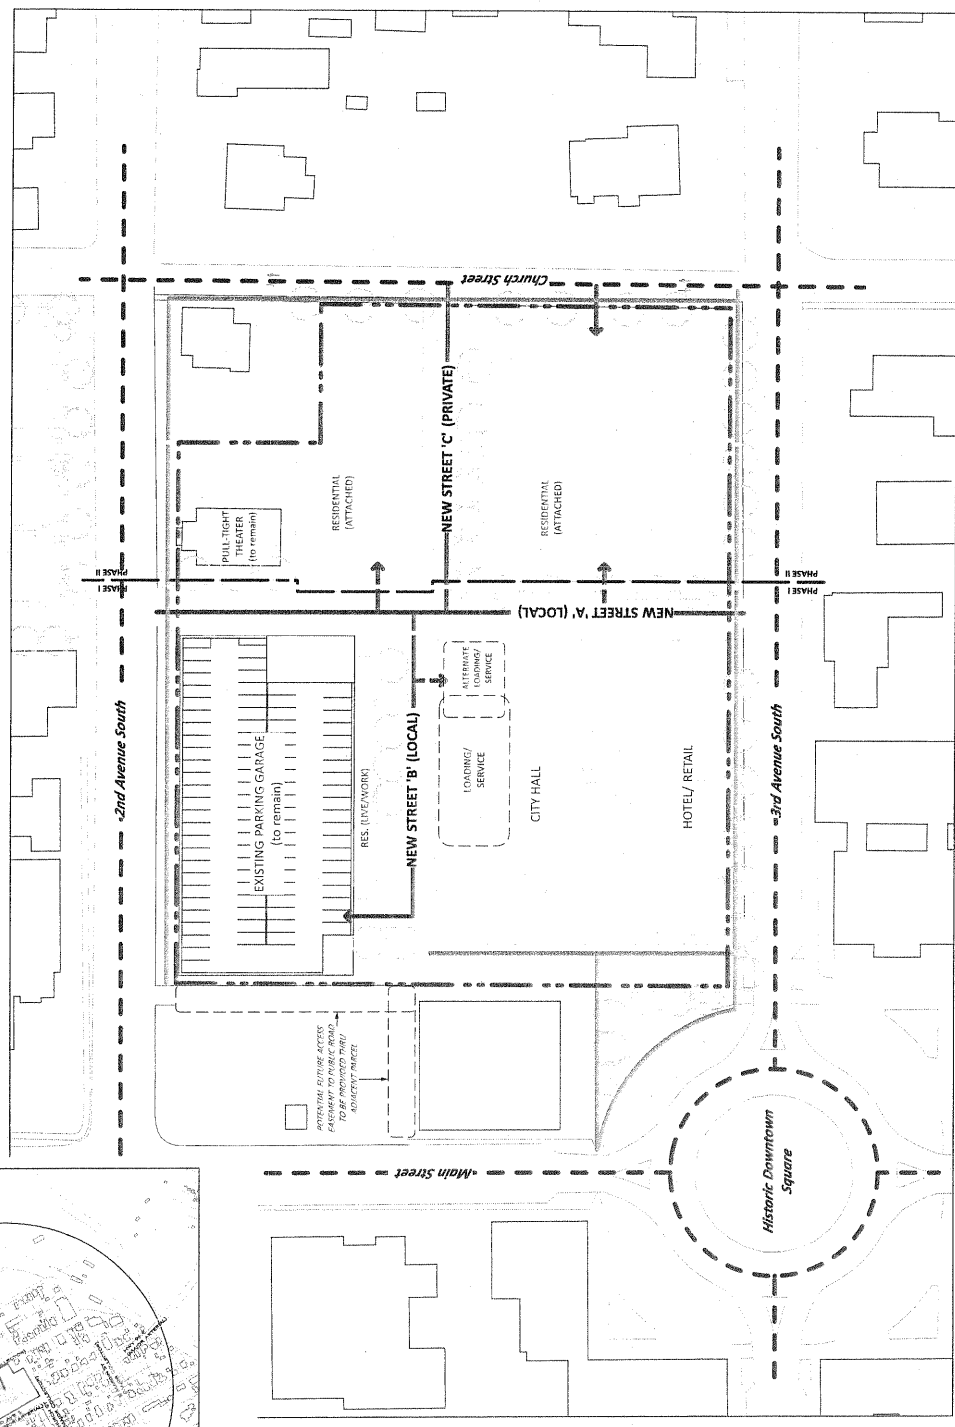 Church Street
2nd Avenue South
3rd Avenue South
NEW STREET 'C' (PRIVATE)
RESIDENTIAL
(ATTACHED)
RESIDENTIAL
(ATTACHED)
PULL-TIGHT
THEATER
(to remain)
PHASE II
PHASE I
PHASE II
PHASE I
NEW STREET 'A' (LOCAL)
EXISTING PARKING GARAGE
(to remain)
RES. (LIVE/WORK)
NEW STREET 'B' (LOCAL)
ALTERNATE
LOADING/
SERVICE
LOADING/
SERVICE
CITY HALL
HOTEL/ RETAIL
POTENTIAL FUTURE ACCESS
EASEMENT TO PUBLIC ROAD
TO BE PROVIDED THRU
ADJACENT PARCEL
Main Street
Historic Downtown
Square